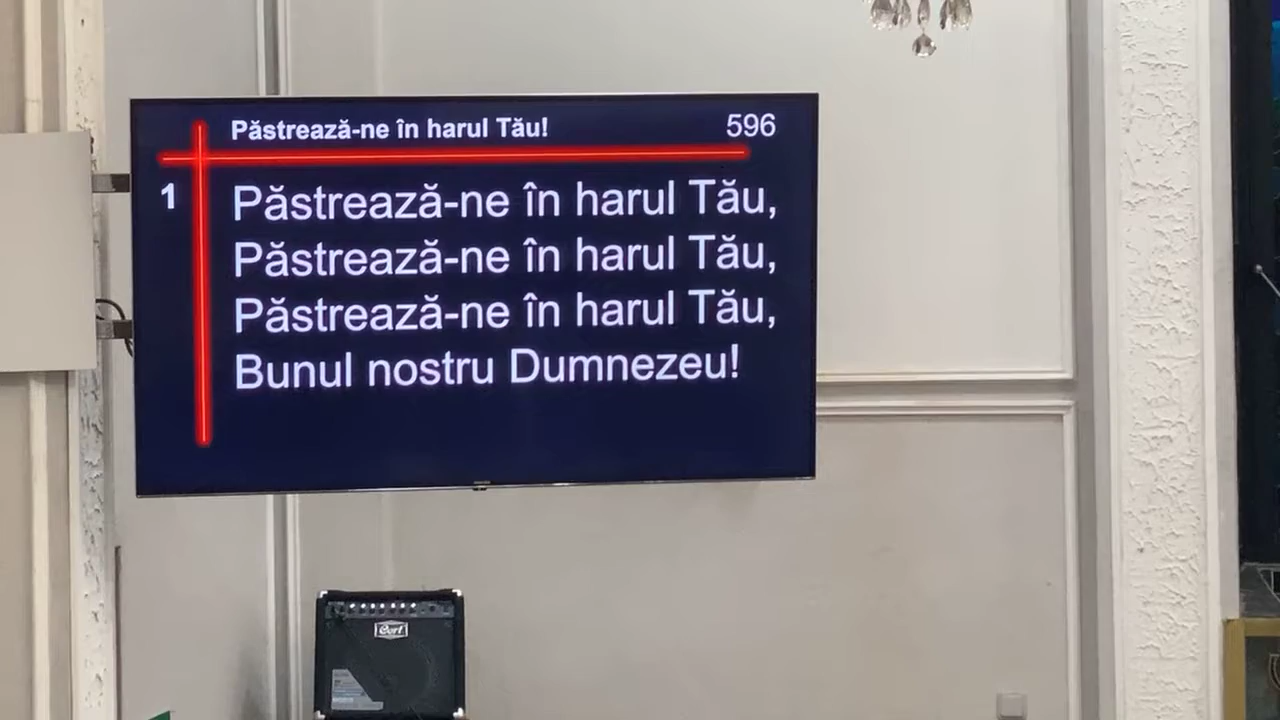 Păstrează-ne în harul Tău!
596
1
Păstrează-ne în harul Tău,
Păstrează-ne în harul Tău,
Păstrează-ne în harul Tău,
Bunul nostru Dumnezeu!
Cort